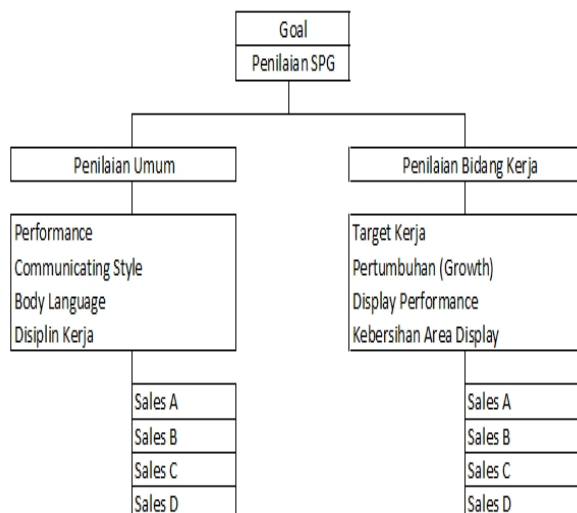 Goal
Penilaian SPG
Penilaian Umum
Penilaian Bidang Kerja
Performance
Communicating Style
Body Language
Disiplin Kerja
Target Kerja
Pertumbuhan (Growth)
Display Performance
Kebersihan Area Display
Sales A
Sales B
Sales C
Sales D
Sales A
Sales B
Sales C
Sales D